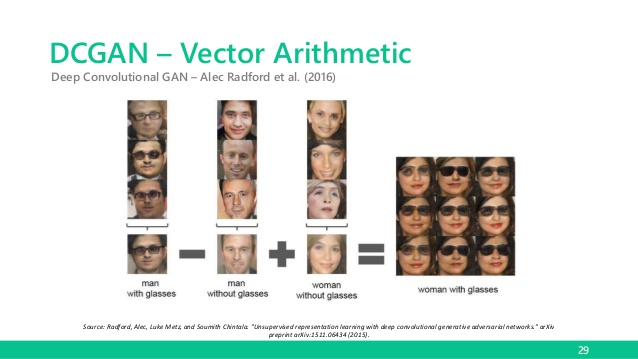 DCGAN – Vector Arithmetic
Deep Convolutional GAN – Alec Radford et al. (2016)
man
with glasses
man
without glasses
woman
without glasses
woman with glasses
Source: Radford, Alec, Luke Metz, and Soumith Chintala. "Unsupervised representation learning with deep convolutional generative adversarial networks." arXiv
preprint arXiv:1511.06434 (2015).
29